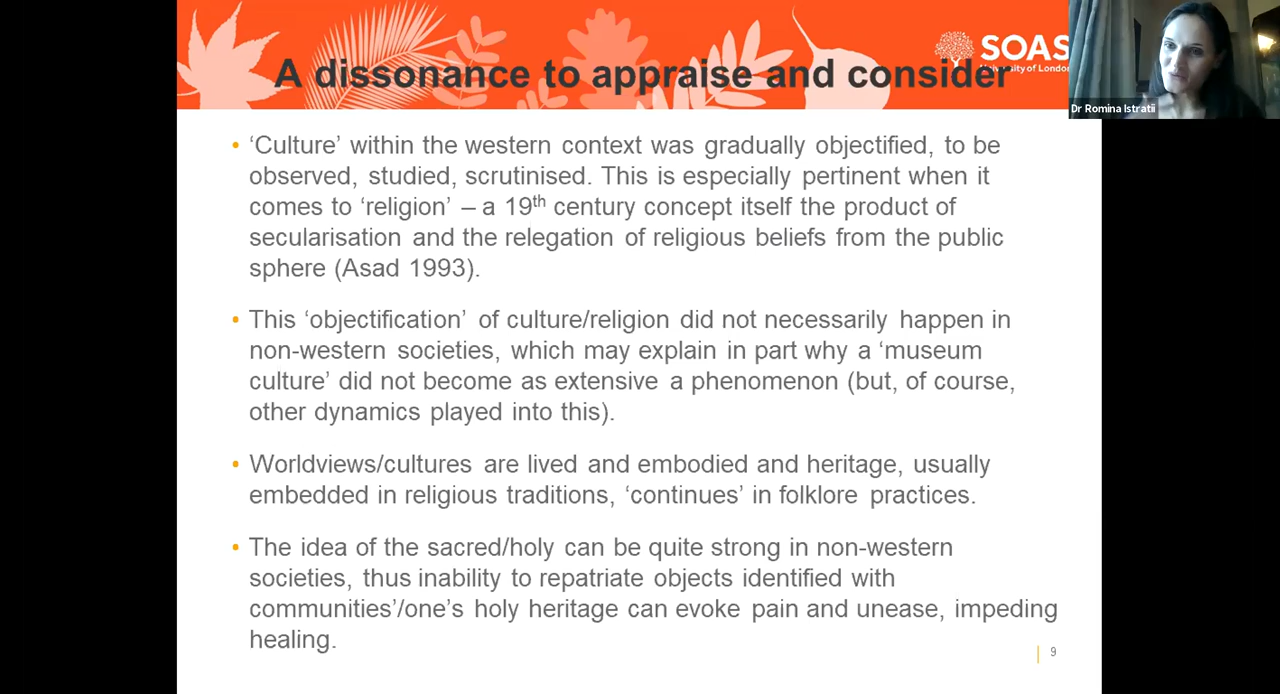 A dissonance to appraise and consider
SOAS
University of London
Dr Romina Istratii
• ‘Culture’ within the western context was gradually objectified, to be
observed, studied, scrutinised. This is especially pertinent when it
comes to ‘religion’ – a 19th century concept itself the product of
secularisation and the relegation of religious beliefs from the public
sphere (Asad 1993).
• This ‘objectification’ of culture/religion did not necessarily happen in
non-western societies, which may explain in part why a ‘museum
culture’ did not become as extensive a phenomenon (but, of course,
other dynamics played into this).
• Worldviews/cultures are lived and embodied and heritage, usually
embedded in religious traditions, ‘continues’ in folklore practices.
• The idea of the sacred/holy can be quite strong in non-western
societies, thus inability to repatriate objects identified with
communities’/one’s holy heritage can evoke pain and unease, impeding
healing.
9